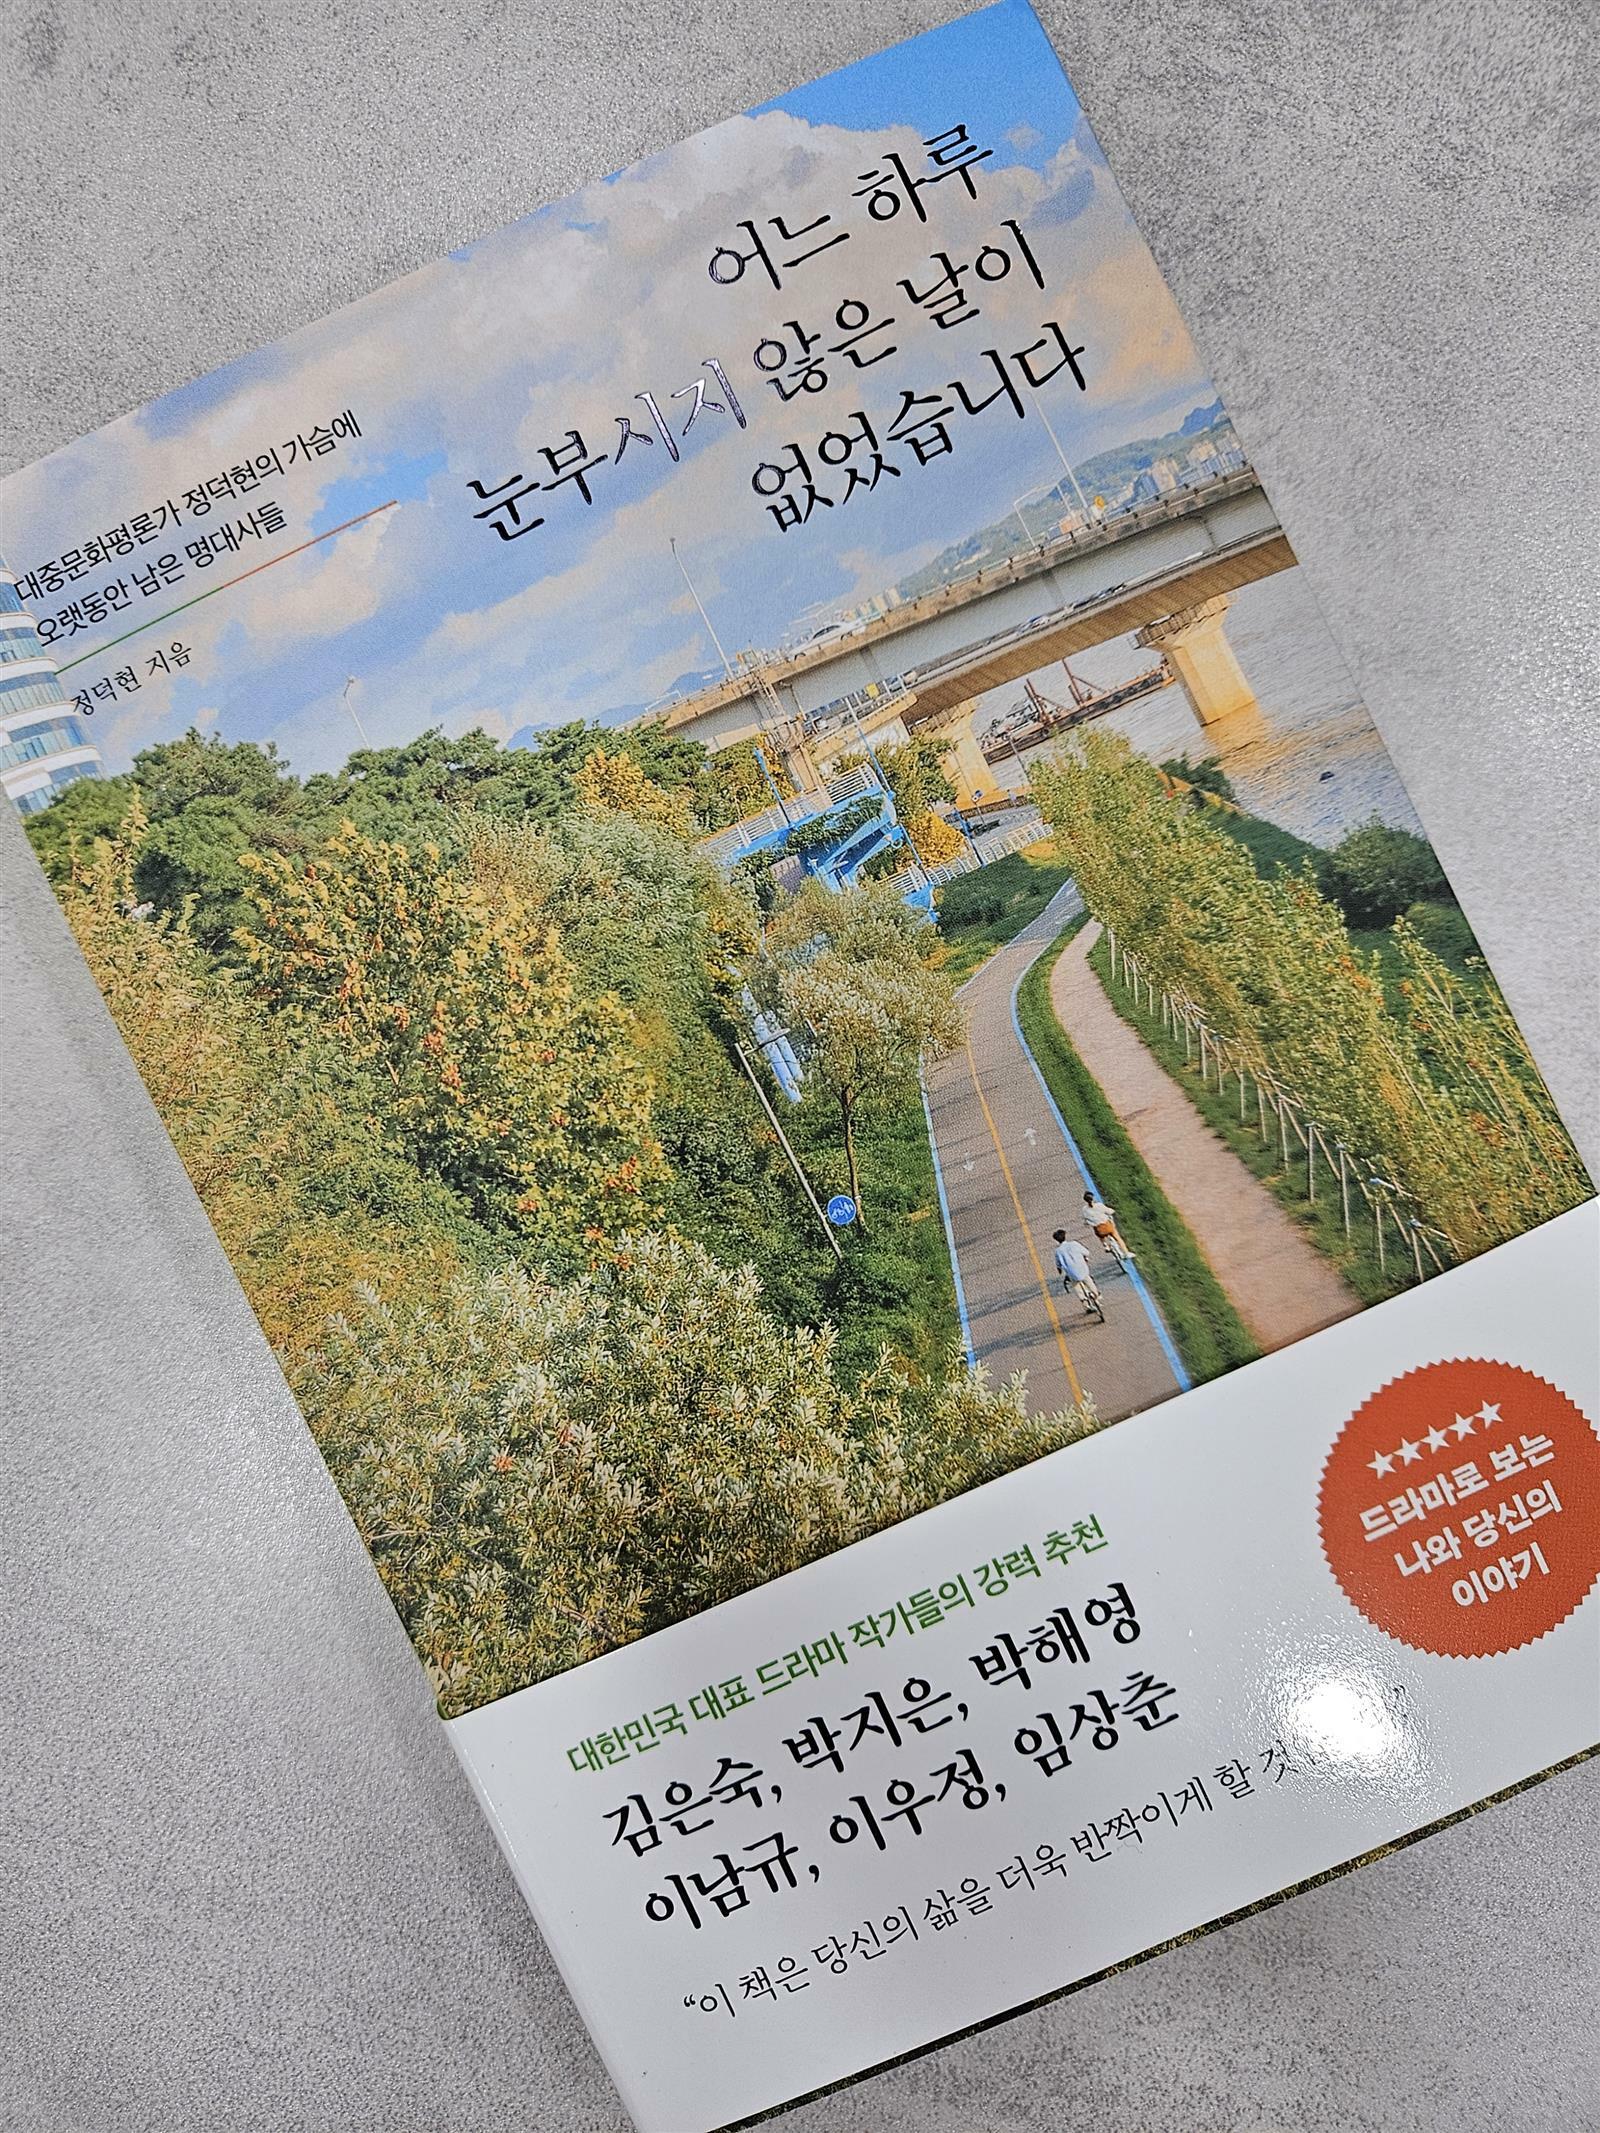 어느 하루
눈부시지 않은 날이
없었습니다
대중문화평론가 정덕현의 가슴에
오랫동안 남은 명대사들
정덕현 지음
★★★★★
드라마로 보는
나와 당신의
이야기
대한민국 대표 드라마 작가들의 강력 추천
김은숙, 박지은, 박해영
이남규, 이우정, 임상춘
“이 책은 당신의 삶을 더욱 반짝이게 할 것